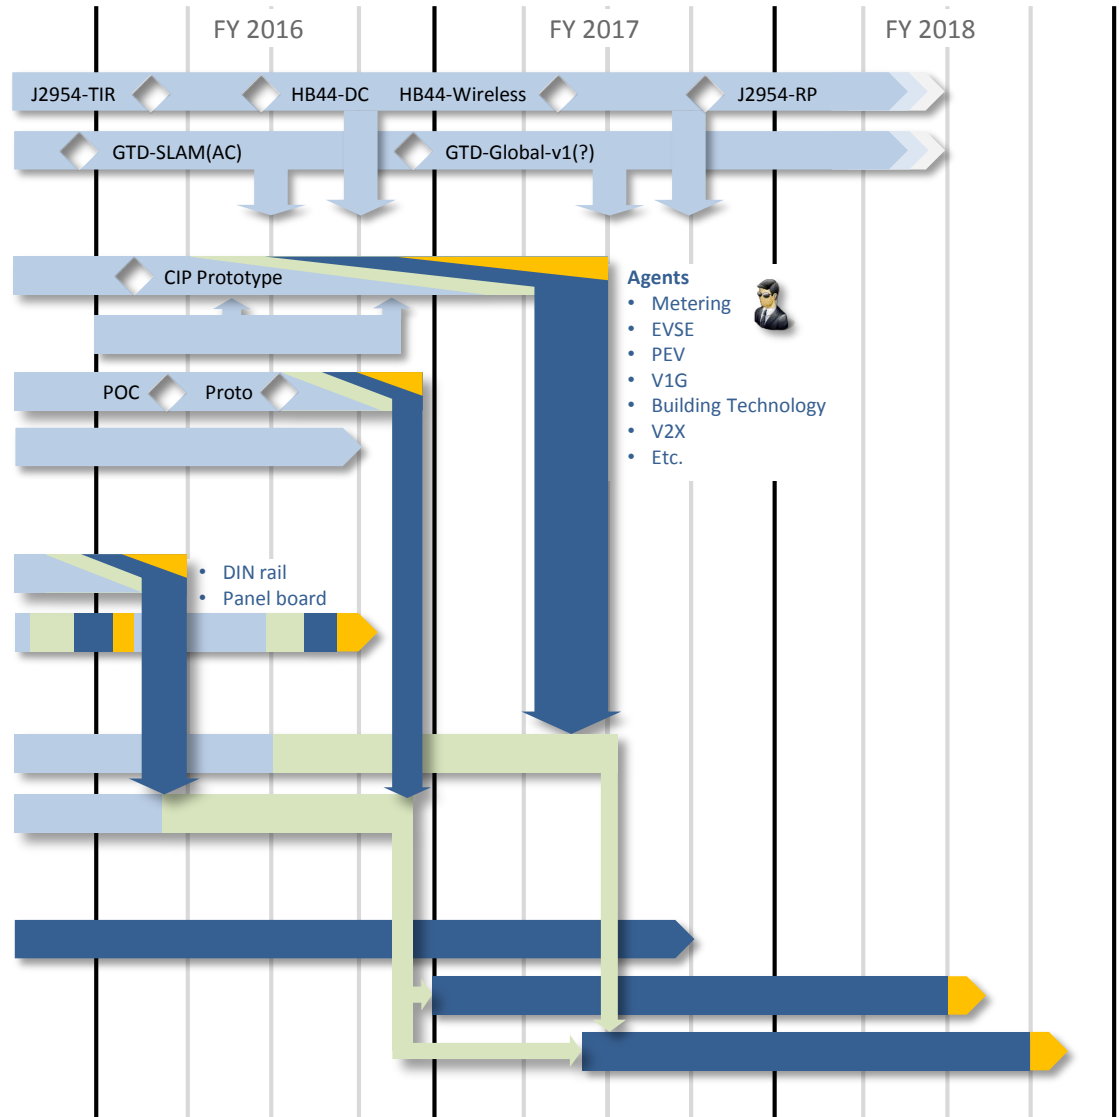 FY 2016
FY 2017
FY 2018
J2954-TIR
HB44-DC
HB44-Wireless
J2954-RP
GTD-SLAM(AC)
GTD-Global-v1(?)
CIP Prototype
Agents
• Metering
• EVSE
• PEV
• V1G
• Building Technology
• V2X
• Etc.
POC
Proto
• DIN rail
• Panel board